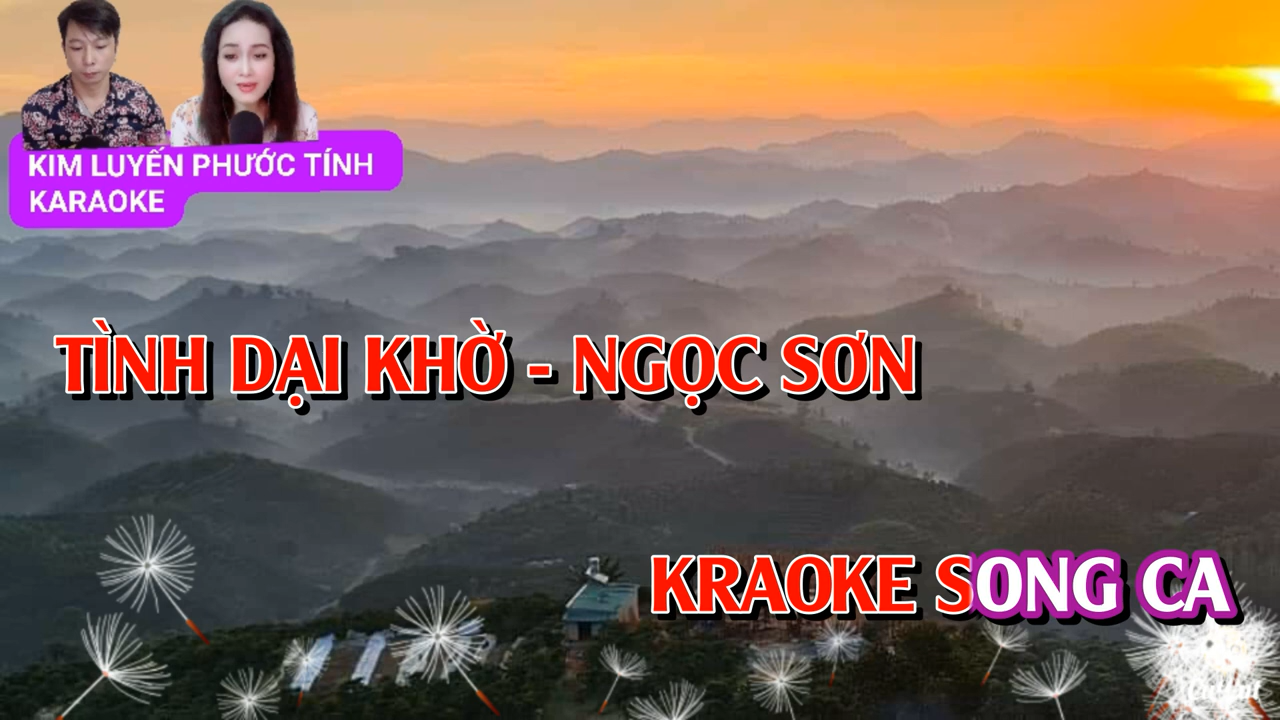 KIM LUYẾN PHƯỚC TÍNH
KARAOKE
TÌNH DẠI KHỜ - NGỌC SƠN
KRAOKE SONG CA